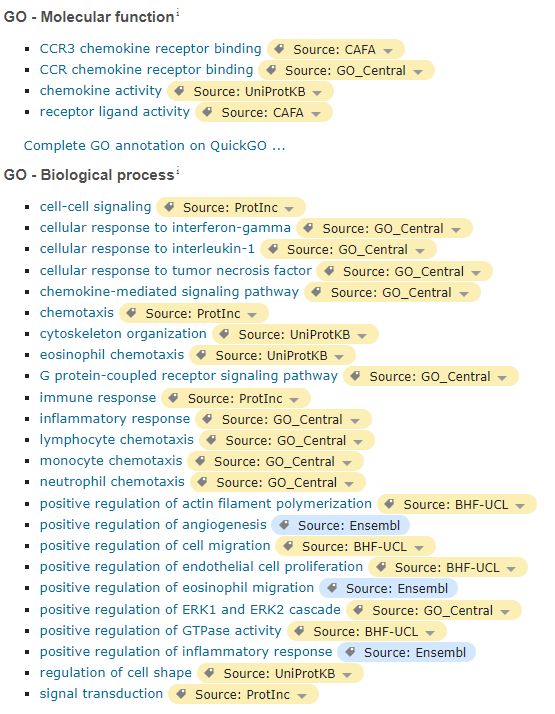 GO - Molecular function i
CCR3 chemokine receptor binding Source: CAFA
CCR chemokine receptor binding Source: GO_Central
chemokine activity Source: UniProtKB
receptor ligand activity Source: CAFA
Complete GO annotation on QuickGO ...
GO - Biological process i
cell-cell signaling Source: ProtInc
cellular response to interferon-gamma Source: GO_Central
cellular response to interleukin-1 Source: GO_Central
cellular response to tumor necrosis factor Source: GO_Central
chemokine-mediated signaling pathway Source: GO_Central
chemotaxis Source: ProtInc
cytoskeleton organization Source: UniProtKB
eosinophil chemotaxis Source: UniProtKB
G protein-coupled receptor signaling pathway Source: GO_Central
immune response Source: ProtInc
inflammatory response Source: GO_Central
lymphocyte chemotaxis Source: GO_Central
monocyte chemotaxis Source: GO_Central
neutrophil chemotaxis Source: GO_Central
positive regulation of actin filament polymerization Source: BHF-UCL
positive regulation of angiogenesis Source: Ensembl
positive regulation of cell migration Source: BHF-UCL
positive regulation of endothelial cell proliferation Source: BHF-UCL
positive regulation of eosinophil migration Source: Ensembl
positive regulation of ERK1 and ERK2 cascade Source: GO_Central
positive regulation of GTPase activity Source: BHF-UCL
positive regulation of inflammatory response Source: Ensembl
regulation of cell shape Source: UniProtKB
signal transduction Source: ProtInc